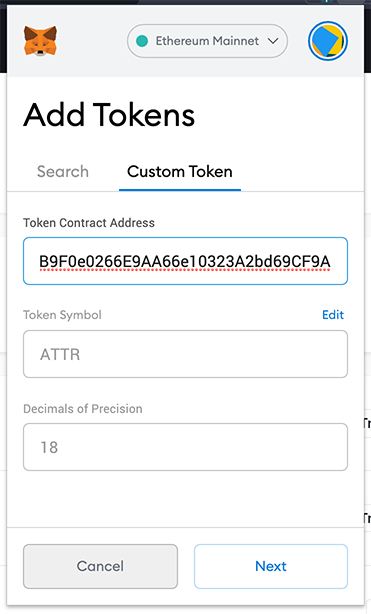 Ethereum Mainnet
Add Tokens
Search
Custom Token
Token Contract Address
B9F0e0266E9AA66e10323A2bd69CF9A
Token Symbol
Edit
ATTR
Decimals of Precision
18
Cancel
Next